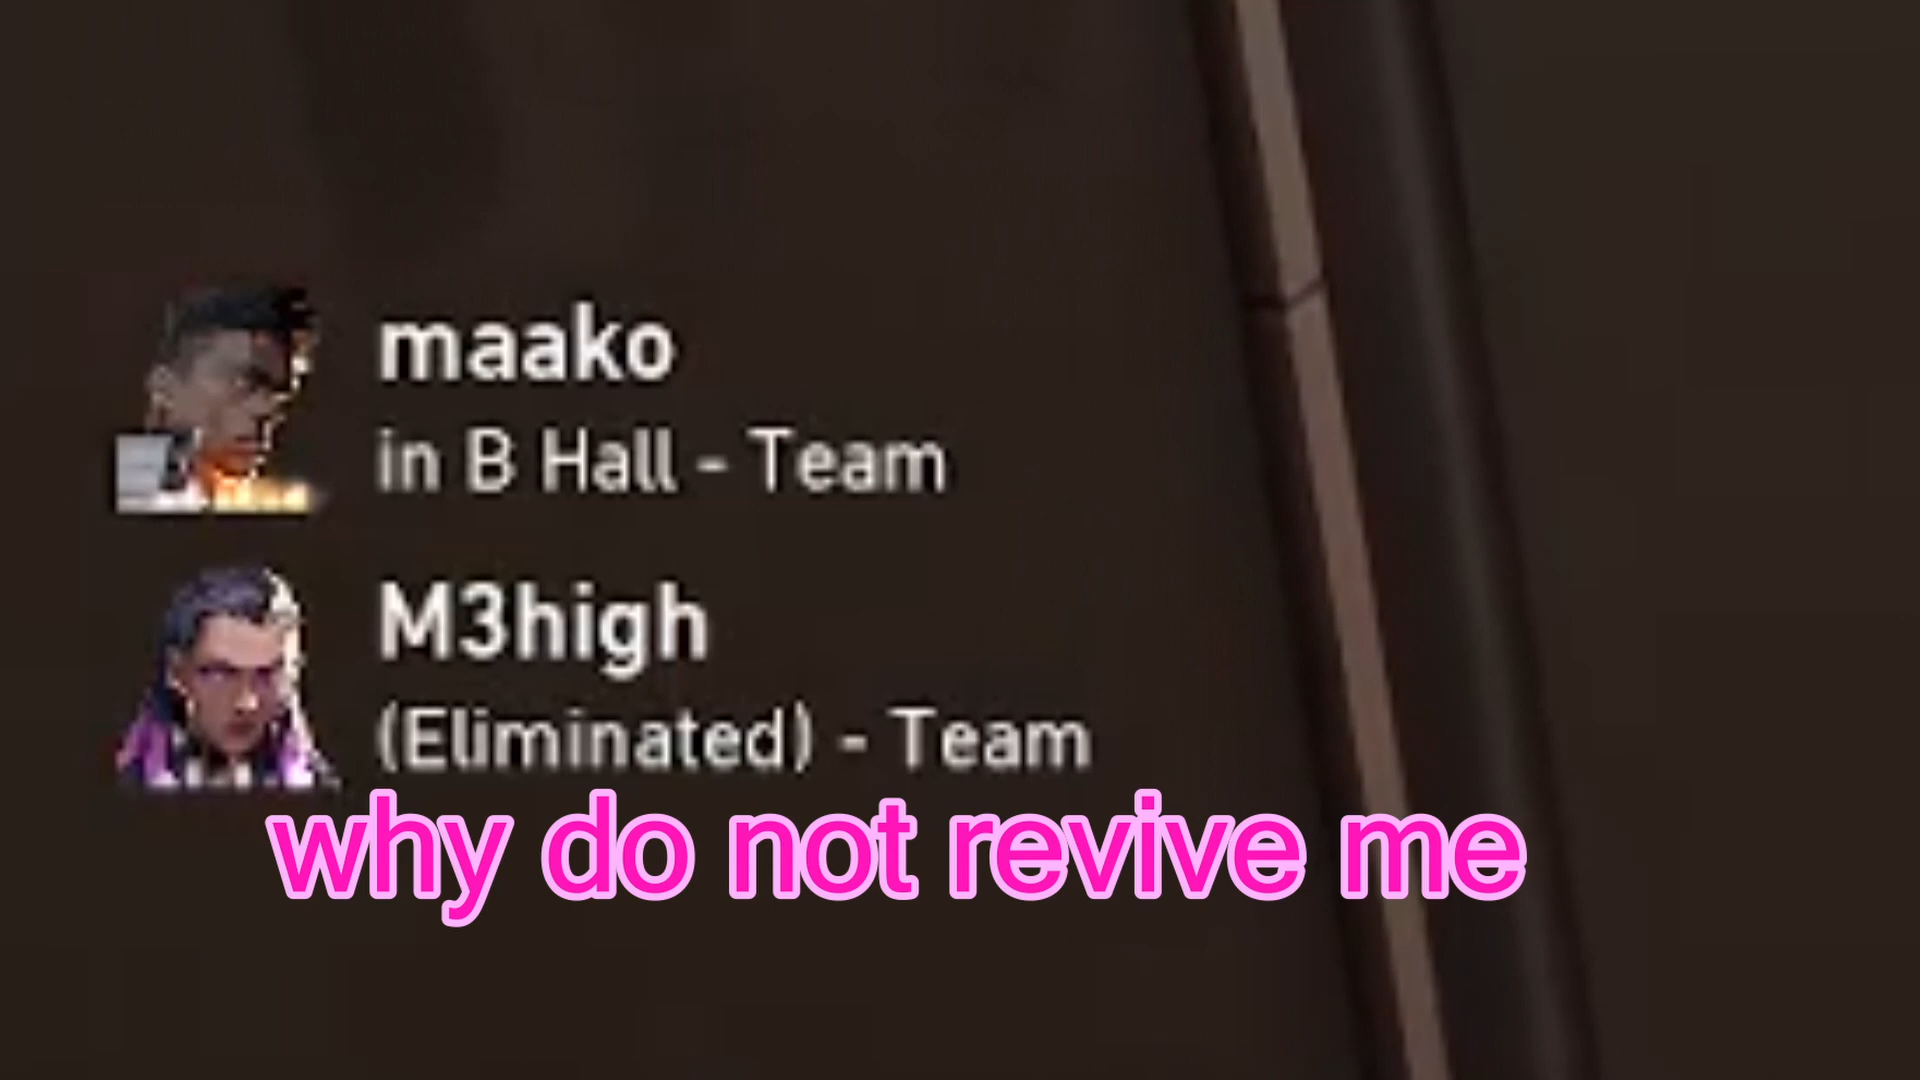 maako
in B Hall - Team
M3high
(Eliminated) - Team
why do not revive me